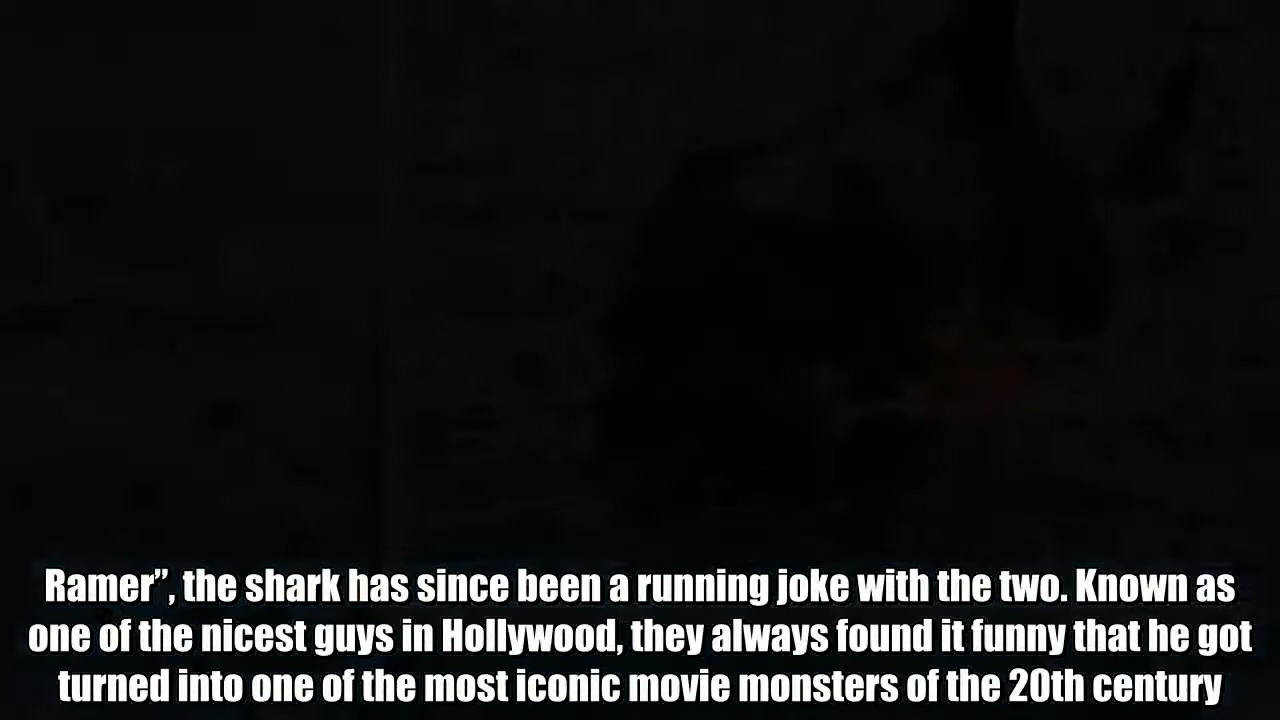 Ramer”, the shark has since been a running joke with the two. Known as
one of the nicest guys in Hollywood, they always found it funny that he got
turned into one of the most iconic movie monsters of the 20th century